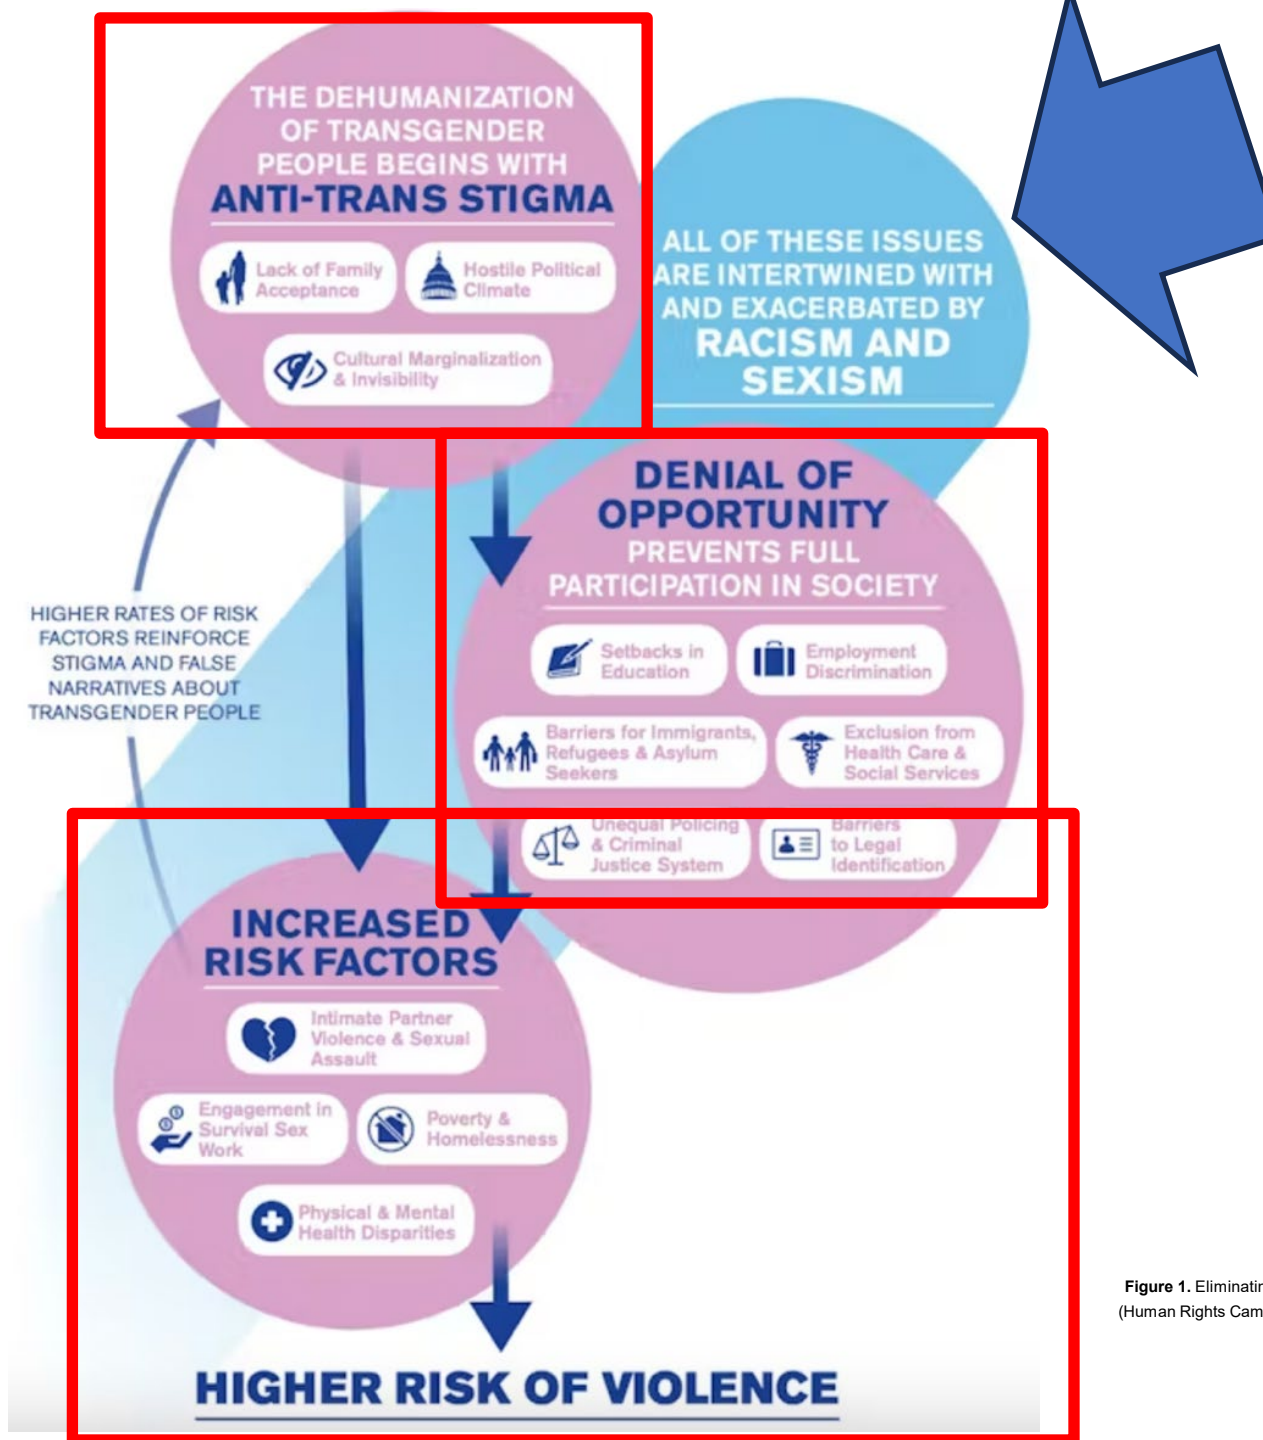 THE DEHUMANIZATION
OF TRANSGENDER
PEOPLE BEGINS WITH
ANTI-TRANS STIGMA
Lack of Family
Acceptance
Hostile Political
Climate
Cultural Marginalization
& Invisibility
ALL OF THESE ISSUES
ARE INTERTWINED WITH
AND EXACERBATED BY
RACISM AND
SEXISM
DENIAL OF
OPPORTUNITY
PREVENTS FULL
PARTICIPATION IN SOCIETY
Setbacks in
Education
Employment
Discrimination
Barriers for Immigrants,
Refugees & Asylum
Seekers
Exclusion from
Health Care &
Social Services
Unequal Policing
& Criminal
Justice System
Barriers
to Legal
Identification
HIGHER RATES OF RISK
FACTORS REINFORCE
STIGMA AND FALSE
NARRATIVES ABOUT
TRANSGENDER PEOPLE
INCREASED
RISK FACTORS
Intimate Partner
Violence & Sexual
Assault
Engagement in
Survival Sex
Work
Poverty &
Homelessness
Physical & Mental
Health Disparities
HIGHER RISK OF VIOLENCE
Figure 1. Eliminatin
(Human Rights Cam